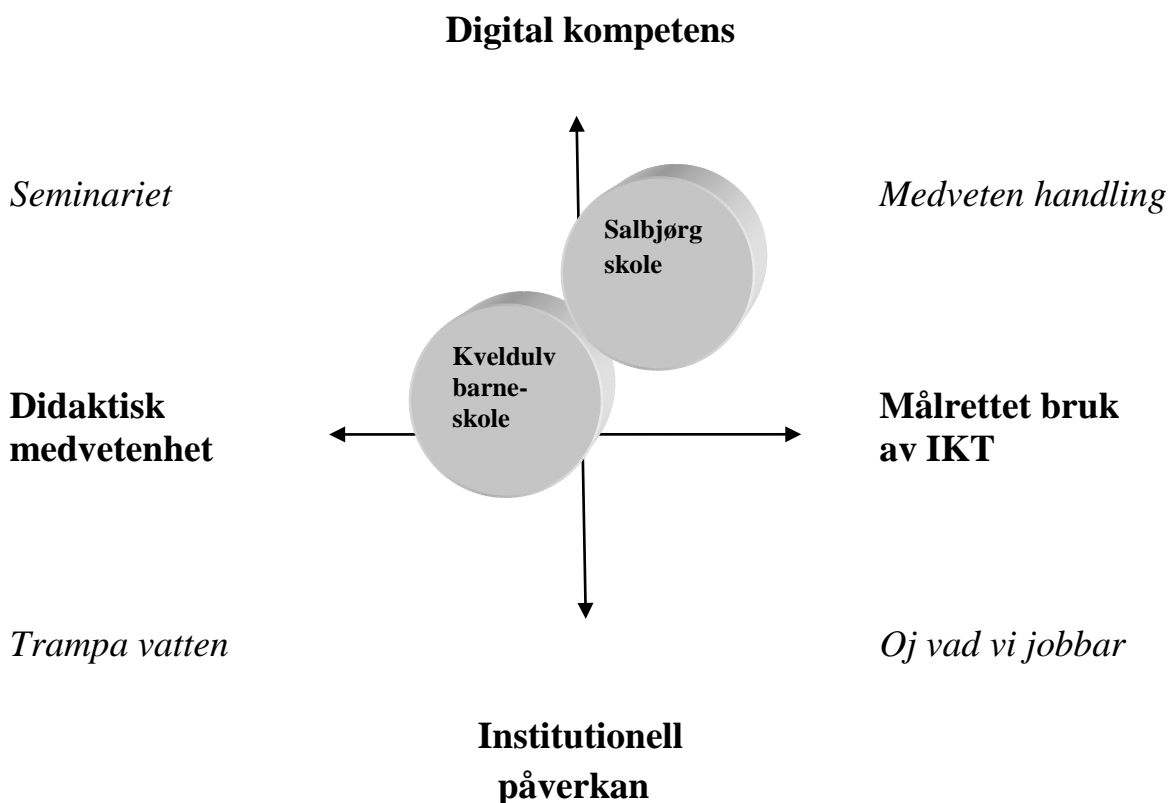 Digital kompetens
Seminariet
Medveten handling
Salbjørg
skole
Kveldulv
barne-
skole
Didaktisk
medvetenhet
Målrettet bruk
av IKT
Trampa vatten
Oj vad vi jobbar
Institutionell
påverkan